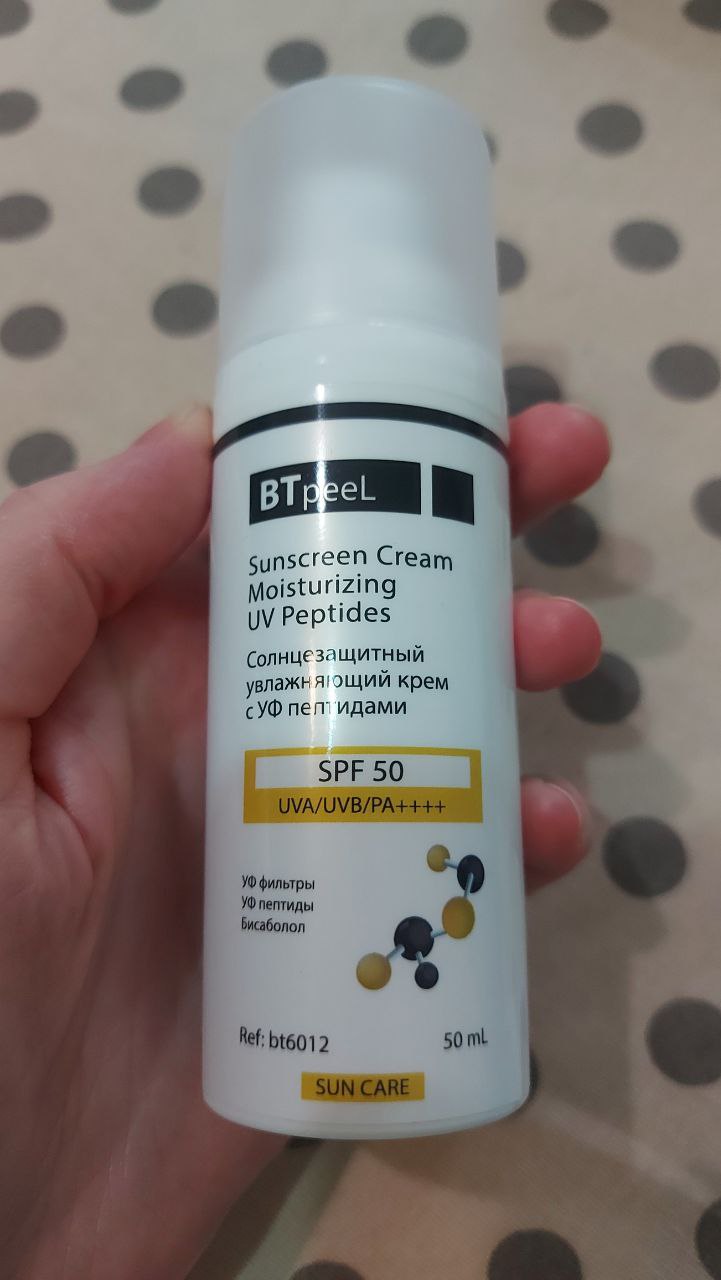 BTpeeL
Sunscreen Cream
Moisturizing
UV Peptides
Солнцезащитный
увлажняющий крем
с УФ пептидами
SPF 50
UVA/UVB/PA++++
УФ фильтры
УФ пептиды
Бисаболол
Ref: bt6012
50 mL
SUN CARE